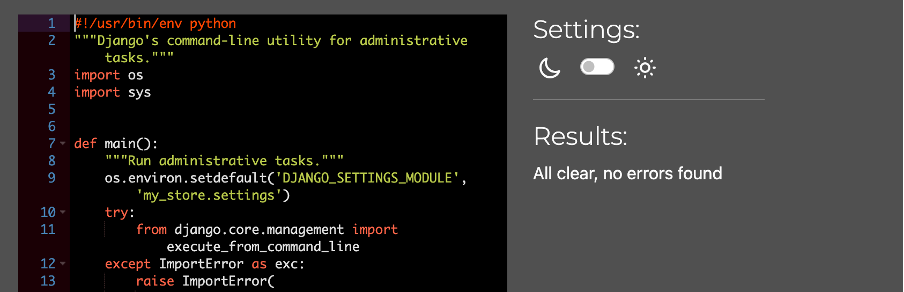 1 #!/usr/bin/env python
2 """Django's command-line utility for administrative
tasks."""
3 import os
4 import sys
5
6
7 def main():
8 """Run administrative tasks."""
9 os.environ.setdefault('DJANGO_SETTINGS_MODULE',
'my_store.settings')
10 try:
11 from django.core.management import
execute_from_command_line
12 except ImportError as exc:
13 raise ImportError(
Settings:
Results:
All clear, no errors found